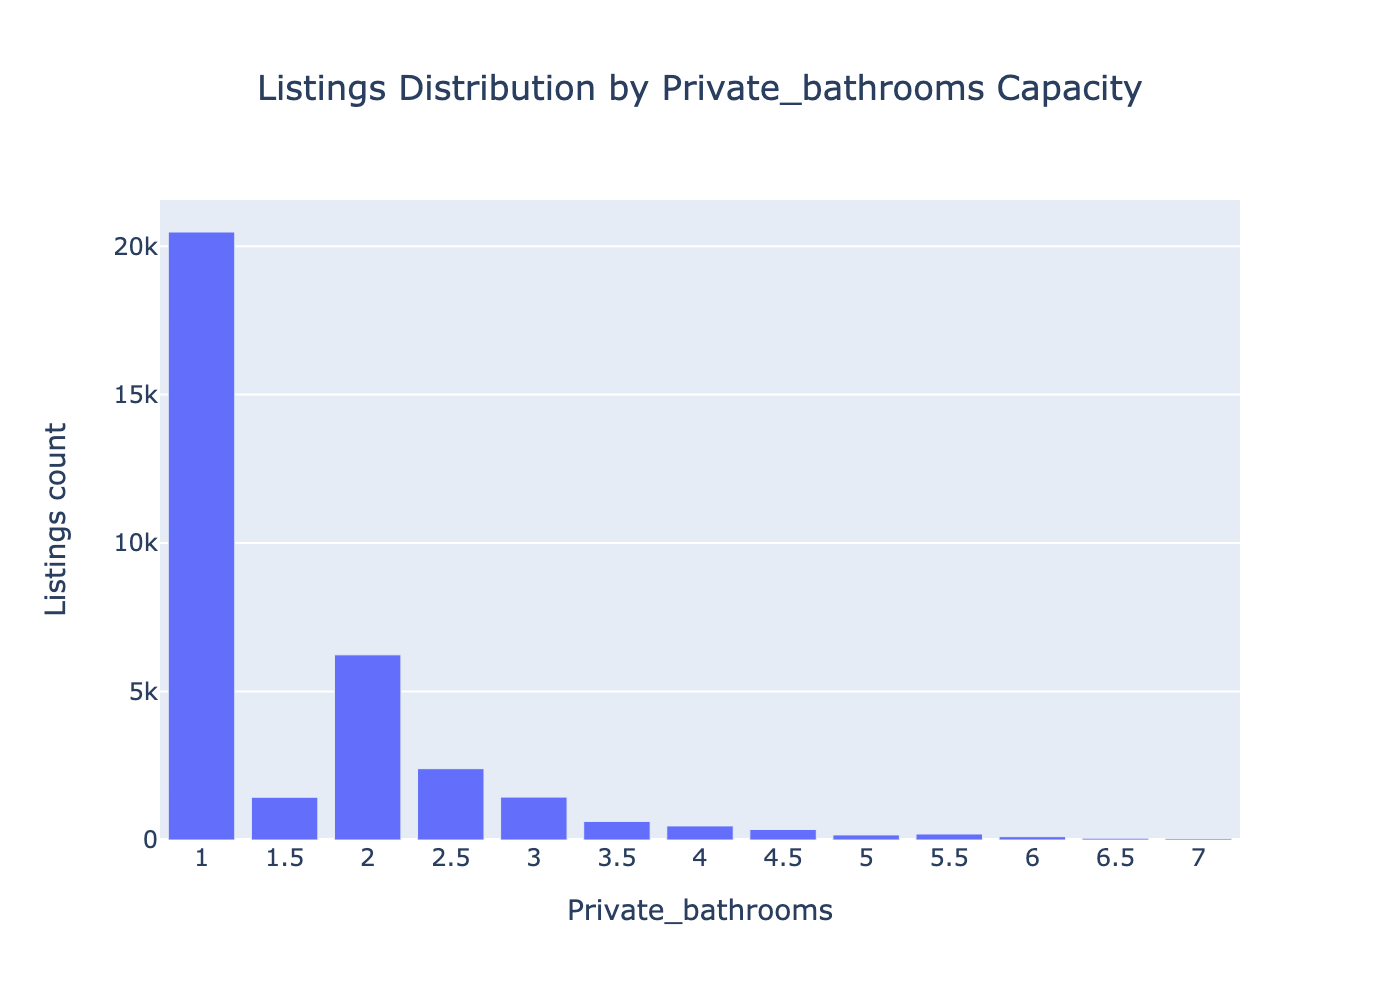 Listings Distribution by Private_bathrooms Capacity
Listings count
20k
15k
10k
5k
0
1 1.5 2 2.5 3 3.5 4 4.5 5 5.5 6 6.5 7
Private_bathrooms